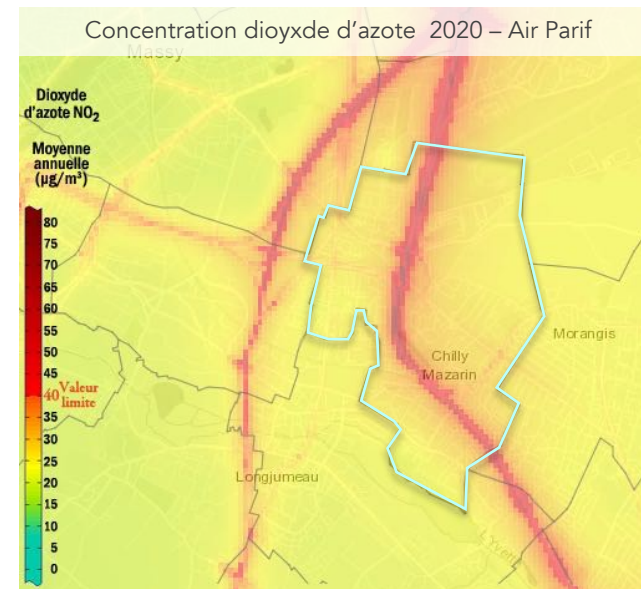 Concentration dioyxde d'azote 2020 – Air Parif
Massy
Dioxyde
d'azote NO₂
Moyenne
annuelle
(µg/m³)
80
75
70
65
60
55
50
45
40 Valeur
limite
35
30
25
20
15
10
5
0
Morangis
Chilly
Mazarin
Longjumeau
L'Yvette